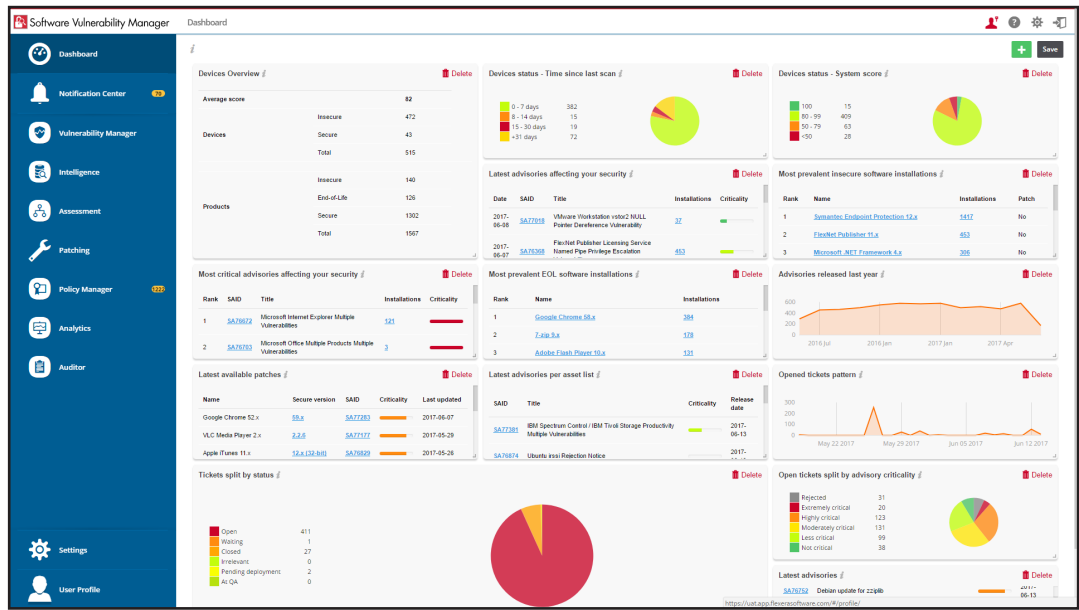 Software Vulnerability Manager
Dashboard
Dashboard
Notification Center 70
Vulnerability Manager
Intelligence
Assessment
Patching
Policy Manager
Analytics
Auditor
Settings
User Profile
+ Save
Devices Overview i Delete
Average score 82
Devices
Insecure 472
Secure 43
Total 515
Products
Insecure 140
End-of-Life 126
Secure 1302
Total 1567
Devices status - Time since last scan i Delete
0 - 7 days 382
8 - 14 days 15
15 - 30 days 19
+31 days 72
Devices status - System score i Delete
100 15
80 - 99 409
50 - 79 63
<50 28
Latest advisories affecting your security i Delete
Date SAID Title Installations Criticality
2017-06-08 SA77018 VMware Workstation vstor2 NULL 37
Pointer Dereference Vulnerability
2017-06-07 SA76368 FlexNet Publisher Licensing Service 453
Named Pipe Privilege Escalation
Most prevalent insecure software installations i Delete
Rank Name Installations Patch
1 Symantec Endpoint Protection 12.x 1417 No
2 FlexNet Publisher 11.x 453 No
3 Microsoft .NET Framework 4.x 306 No
Most critical advisories affecting your security i Delete
Rank SAID Title Installations Criticality
1 SA76672 Microsoft Internet Explorer Multiple 121
Vulnerabilities
2 SA76703 Microsoft Office Multiple Products Multiple 3
Vulnerabilities
Most prevalent EOL software installations i Delete
Rank Name Installations
1 Google Chrome 58.x 384
2 7-zip 9.x 178
3 Adobe Flash Player 10.x 131
Advisories released last year i Delete
600
400
200
0
2016 Jul 2016 Jan 2017 Jan 2017 Apr
Latest available patches i Delete
Name Secure version SAID Criticality Last updated
Google Chrome 52.x 59.x SA77283 2017-06-07
VLC Media Player 2.x 2.2.6 SA77177 2017-05-29
Apple iTunes 11.x 12.x (32-bit) SA76829 2017-05-26
Latest advisories per asset list i Delete
SAID Title Criticality Release date
SA77381 IBM Spectrum Control / IBM Tivoli Storage Productivity 2017-06-13
Multiple Vulnerabilities
SA76874 Ubuntu irssi Rejection Notice 2017-
Opened tickets pattern i Delete
300
200
100
0
May 22 2017 May 29 2017 Jun 05 2017 Jun 12 2017
Tickets split by status i Delete
Open 411
Waiting 1
Closed 27
Irrelevant 0
Pending deployment 2
At QA 0
Open tickets split by advisory criticality i Delete
Rejected 31
Extremely critical 20
Highly critical 123
Moderately critical 131
Less critical 99
Not critical 38
Latest advisories i Delete
SA76752 Debian update for zziplib 2017-06-13
https://uat.app.flexerasoftware.com/#/profile/